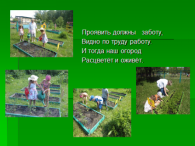 Проявить должны заботу,
Видно по труду работу.
И тогда наш огород
Расцветет и оживет.